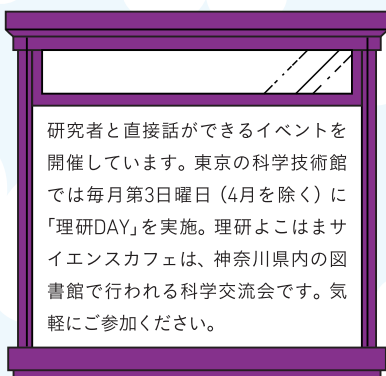 研究者と直接話ができるイベントを
開催しています。東京の科学技術館
では毎月第3日曜日（4月を除く）に
「理研DAY」を実施。理研よこはまサ
イエンスカフェは、神奈川県内の図
書館で行われる科学交流会です。気
軽にご参加ください。